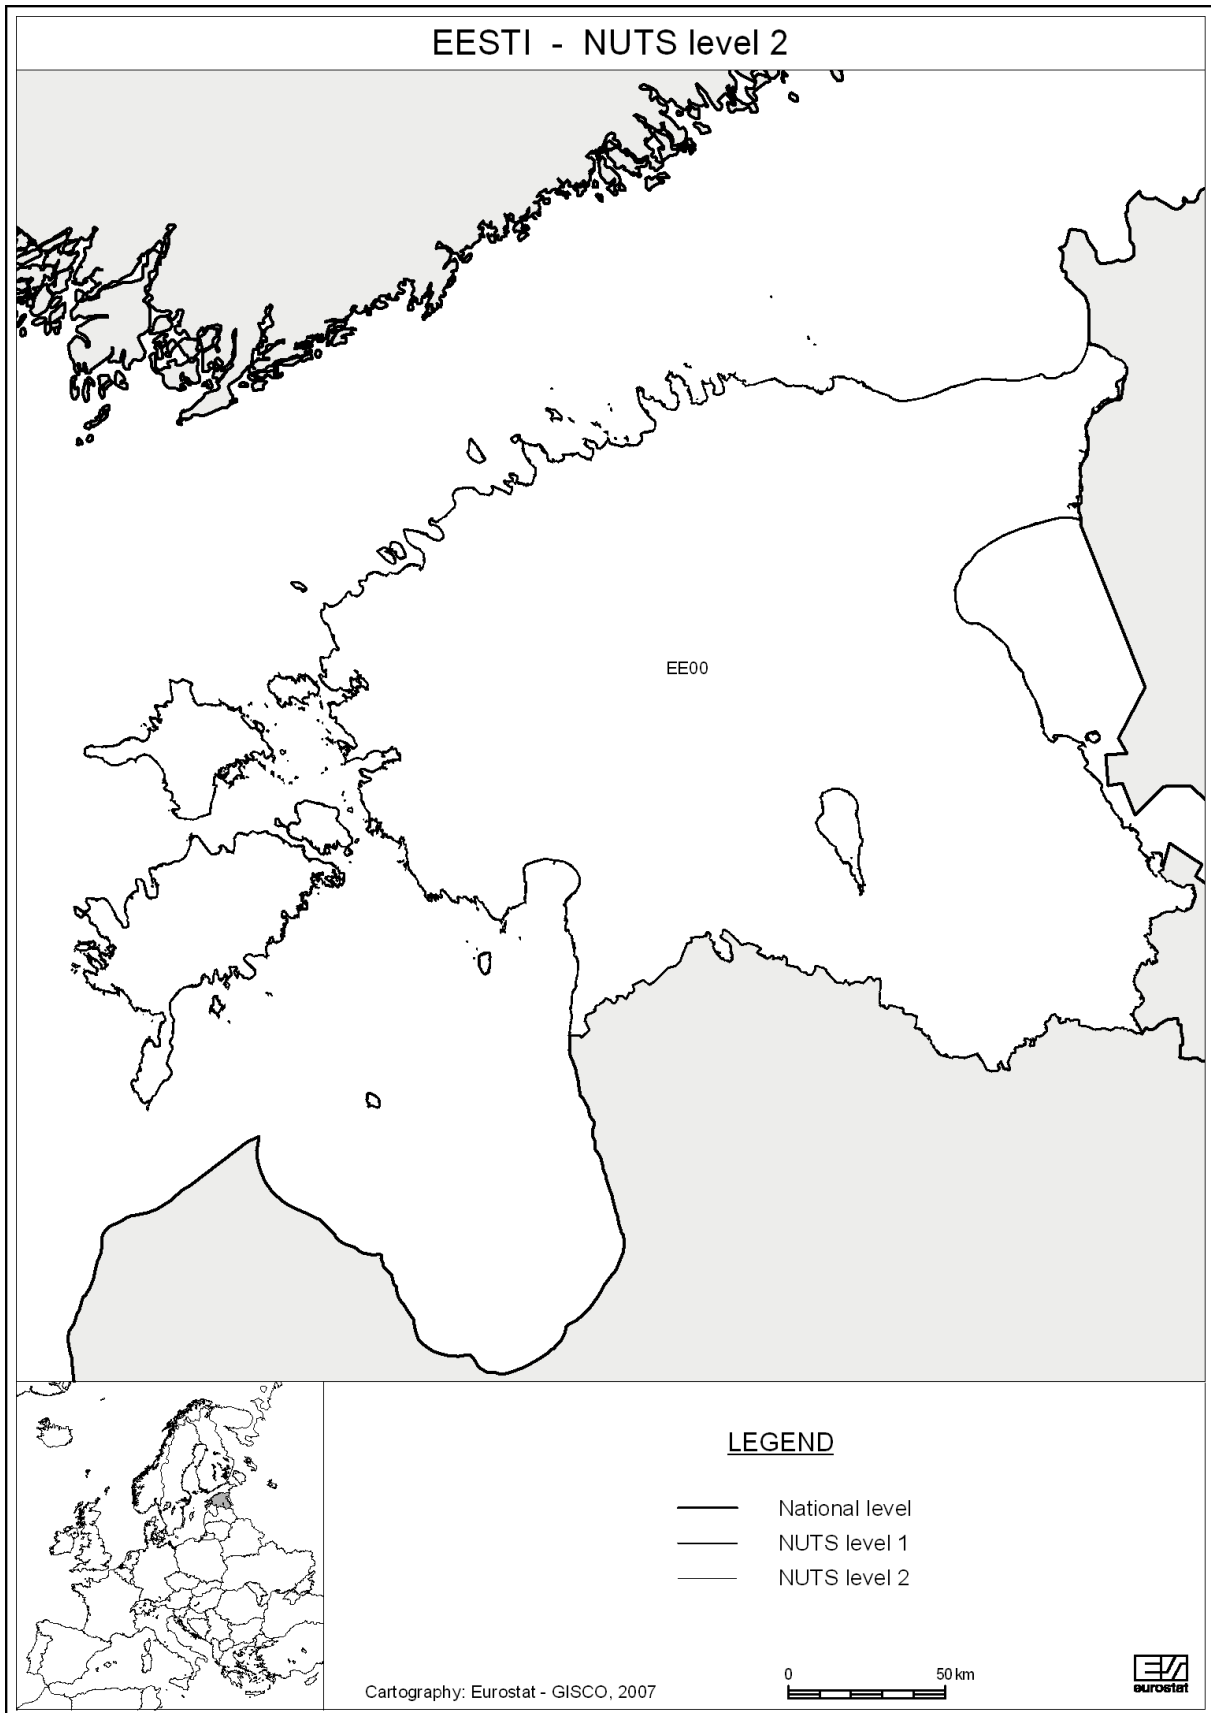 EESTI - NUTS level 2
EE00
LEGEND
National level
NUTS level 1
NUTS level 2
Cartography: Eurostat - GISCO, 2007
0 50 km
eurostat